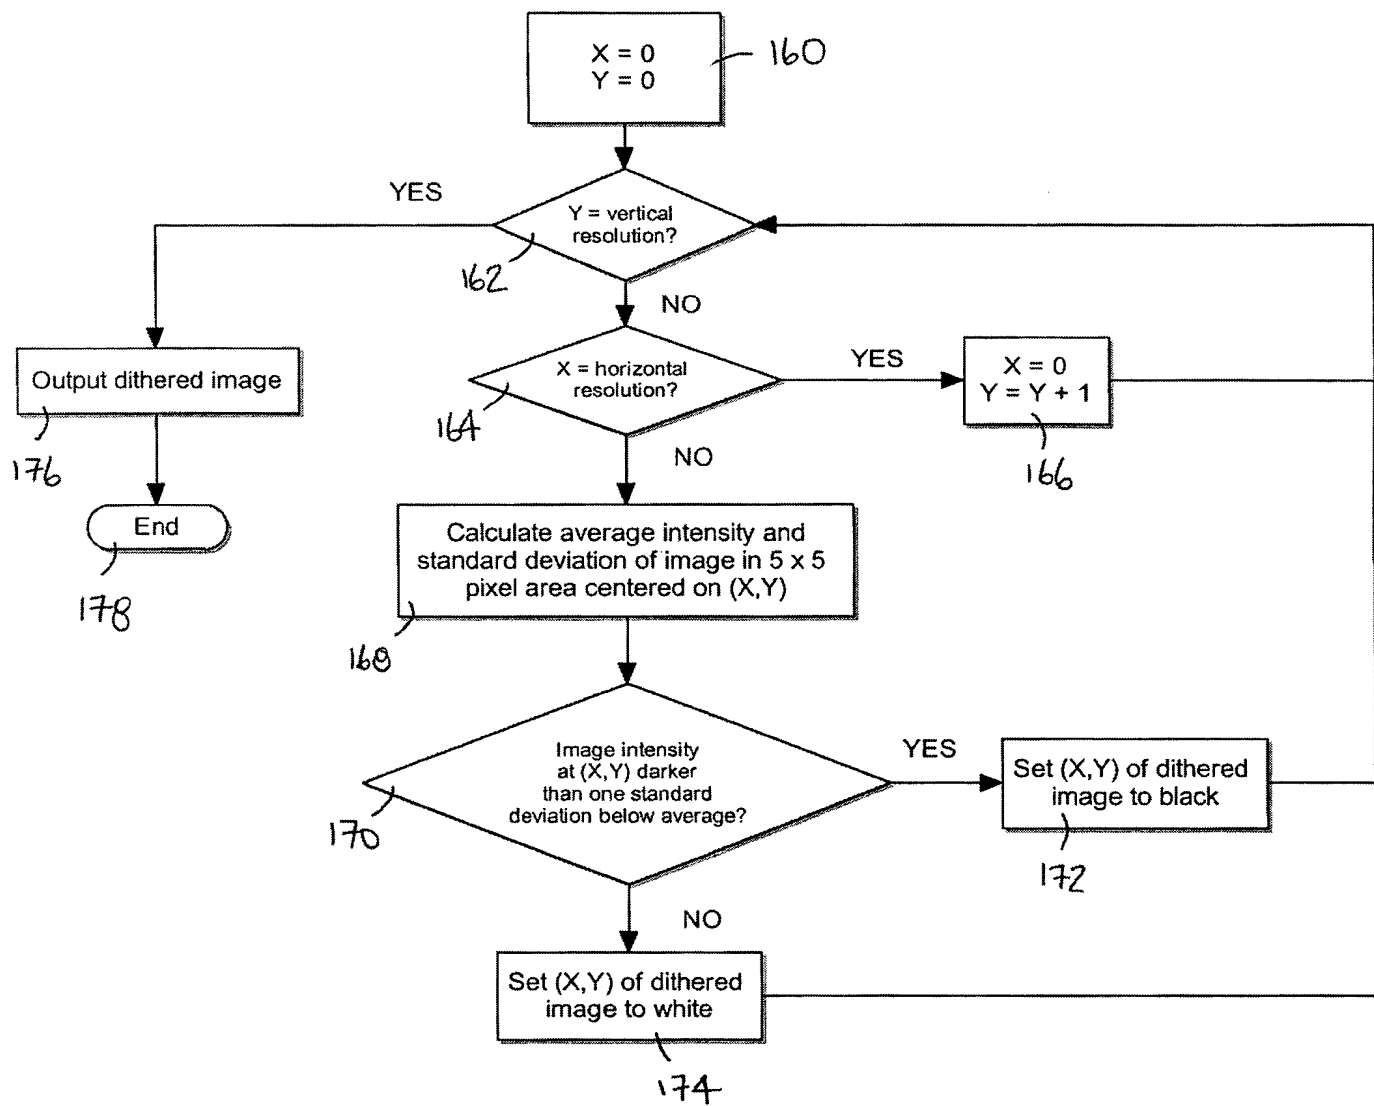 X = 0
Y = 0
160
YES
Y = vertical
resolution?
162
NO
X = horizontal
resolution?
164
YES
X = 0
Y = Y + 1
166
Output dithered image
176
NO
End
178
Calculate average intensity and
standard deviation of image in 5 x 5
pixel area centered on (X,Y)
168
Image intensity
at (X,Y) darker
than one standard
deviation below average?
170
YES
Set (X,Y) of dithered
image to black
172
NO
Set (X,Y) of dithered
image to white
174